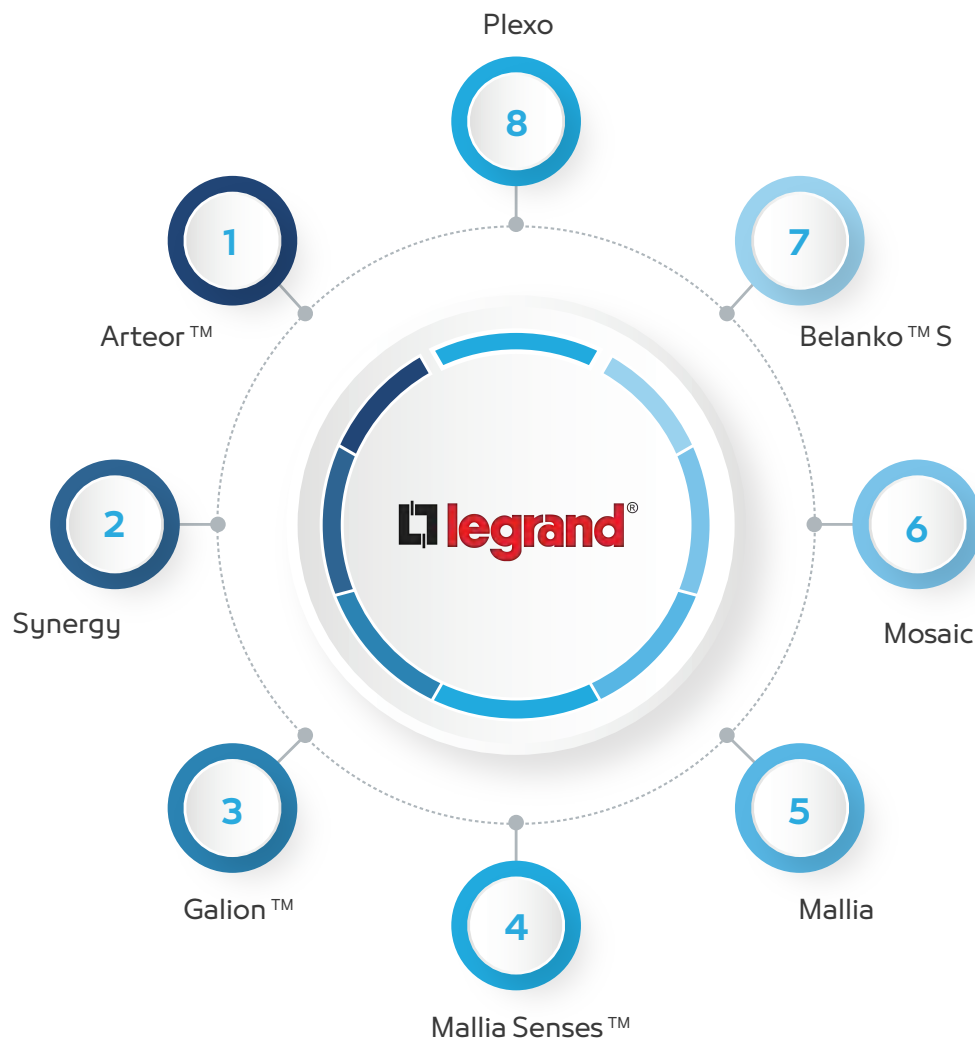 Plexo
8
1
Arteor™
7
Belanko™ S
legrand®
2
Synergy
6
Mosaic
3
Galion™
5
Mallia
4
Mallia Senses™